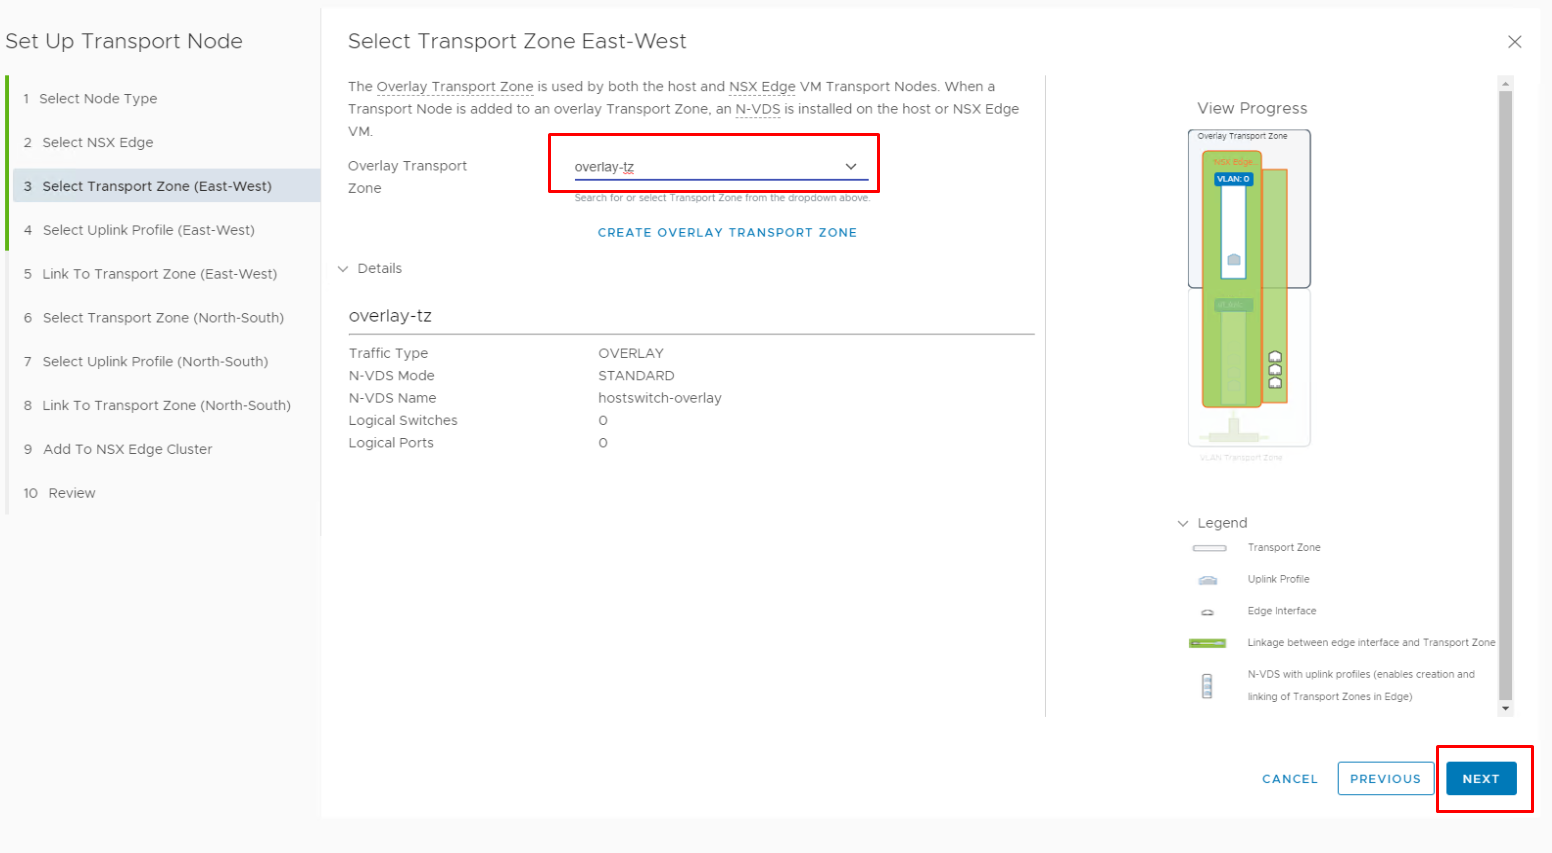 Set Up Transport Node
1 Select Node Type
2 Select NSX Edge
3 Select Transport Zone (East-West)
4 Select Uplink Profile (East-West)
5 Link To Transport Zone (East-West)
6 Select Transport Zone (North-South)
7 Select Uplink Profile (North-South)
8 Link To Transport Zone (North-South)
9 Add To NSX Edge Cluster
10 Review
Select Transport Zone East-West
The Overlay Transport Zone is used by both the host and NSX Edge VM Transport Nodes. When a
Transport Node is added to an overlay Transport Zone, an N-VDS is installed on the host or NSX Edge
VM.
Overlay Transport
Zone
overlay-tz
Search for or select Transport Zone from the dropdown above.
CREATE OVERLAY TRANSPORT ZONE
Details
overlay-tz
Traffic Type OVERLAY
N-VDS Mode STANDARD
N-VDS Name hostswitch-overlay
Logical Switches 0
Logical Ports 0
View Progress
Overlay Transport Zone
NSX Edge
VLAN: 0
VLAN Transport Zone
Legend
Transport Zone
Uplink Profile
Edge Interface
Linkage between edge interface and Transport Zone
N-VDS with uplink profiles (enables creation and
linking of Transport Zones in Edge)
CANCEL
PREVIOUS
NEXT